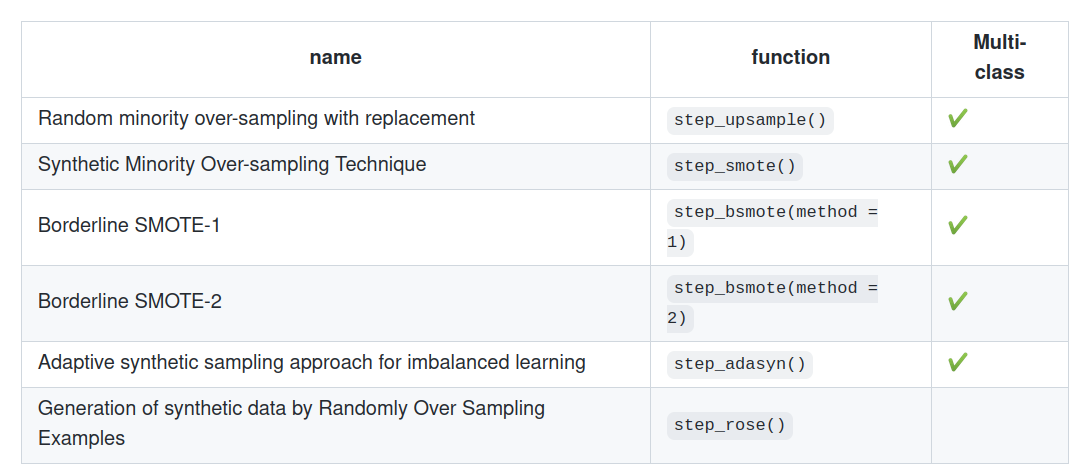 name function Multi-
class
Random minority over-sampling with replacement step_upsample() ✔
Synthetic Minority Over-sampling Technique step_smote() ✔
Borderline SMOTE-1 step_bsmote(method =
1) ✔
Borderline SMOTE-2 step_bsmote(method =
2) ✔
Adaptive synthetic sampling approach for imbalanced learning step_adasyn() ✔
Generation of synthetic data by Randomly Over Sampling
Examples step_rose()